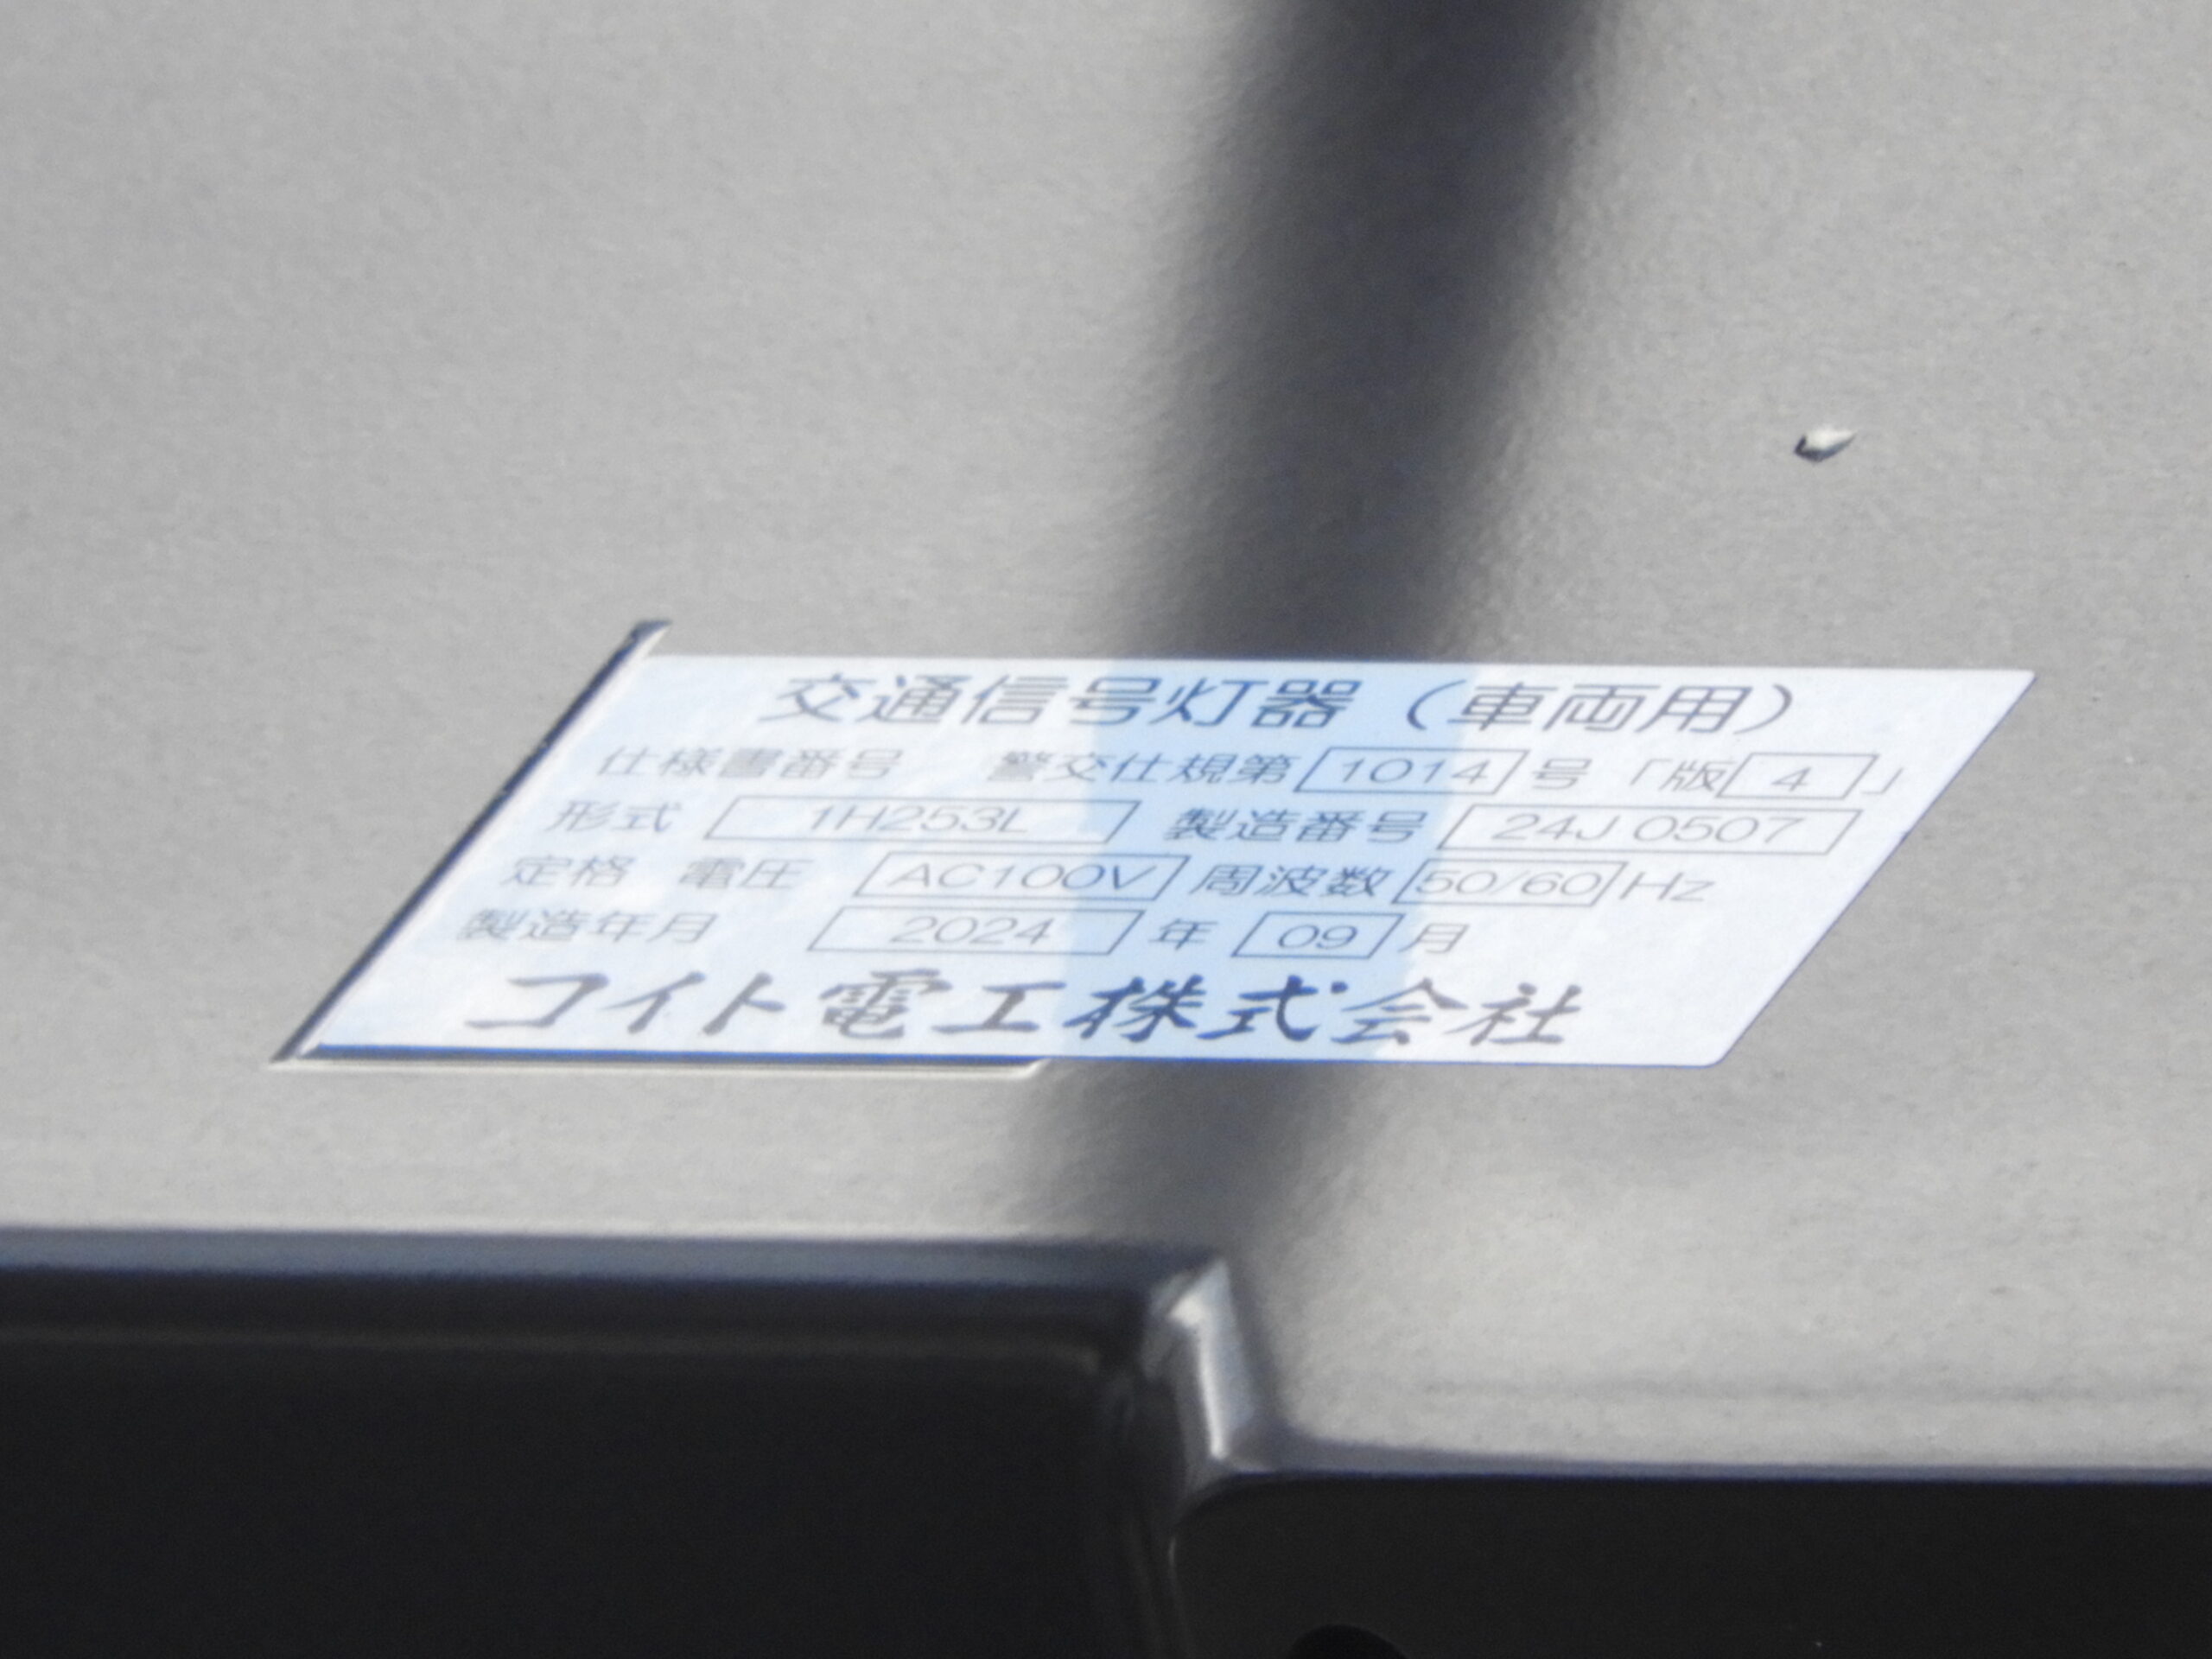 交通信号灯器（車両用）
仕様書番号 警交仕規第 1014 号「版 4 」
形式 1H253L 製造番号 24J 0507
定格 電圧 AC100V 周波数 50/60 Hz
製造年月 2024 年 09 月
コイト電工株式会社